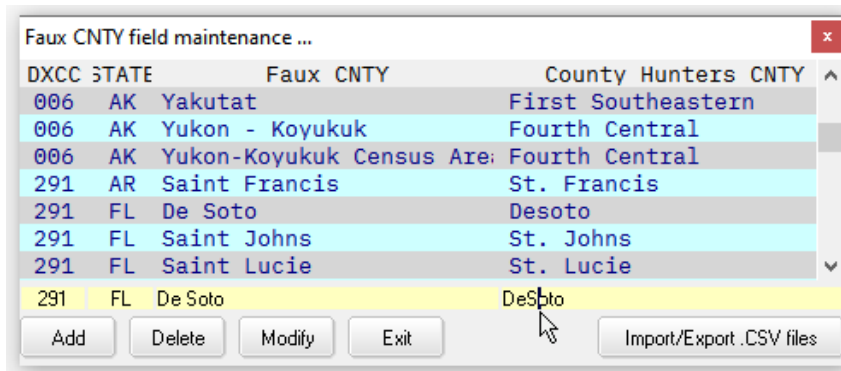 Faux CNTY field maintenance ...
x
DXCC STATE Faux CNTY County Hunters CNTY
006 AK Yakutat First Southeastern
006 AK Yukon - Koyukuk Fourth Central
006 AK Yukon-Koyukuk Census Area Fourth Central
291 AR Saint Francis St. Francis
291 FL De Soto Desoto
291 FL Saint Johns St. Johns
291 FL Saint Lucie St. Lucie
291 FL De Soto DeSoto
Add Delete Modify Exit Import/Export .CSV files